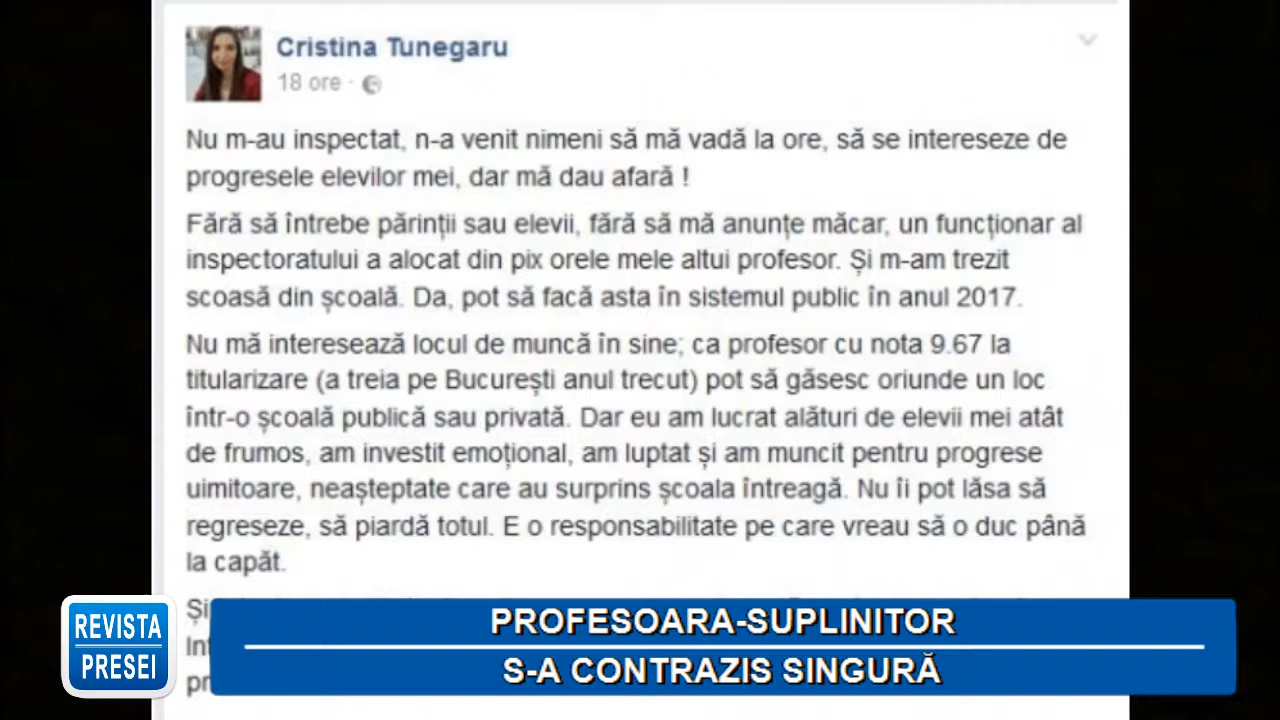 Cristina Tunegaru
18 ore
Nu m-au inspectat, n-a venit nimeni să mă vadă la ore, să se intereseze de
progresele elevilor mei, dar mă dau afară !
Fără să întrebe părinții sau elevii, fără să mă anunțe măcar, un funcționar al
inspectoratului a alocat din pix orele mele altui profesor. Și m-am trezit
scoasă din școală. Da, pot să facă asta în sistemul public în anul 2017.
Nu mă interesează locul de muncă în sine; ca profesor cu nota 9.67 la
titularizare (a treia pe București anul trecut) pot să găsesc oriunde un loc
într-o școală publică sau privată. Dar eu am lucrat alături de elevii mei atât
de frumos, am investit emoțional, am luptat și am muncit pentru progrese
uimitoare, neașteptate care au surprins școala întreagă. Nu îi pot lăsa să
regreseze, să piardă totul. E o responsabilitate pe care vreau să o duc până
la capăt.
REVISTA
PRESEI
PROFESOARA-SUPLINITOR
S-A CONTRAZIS SINGURĂ